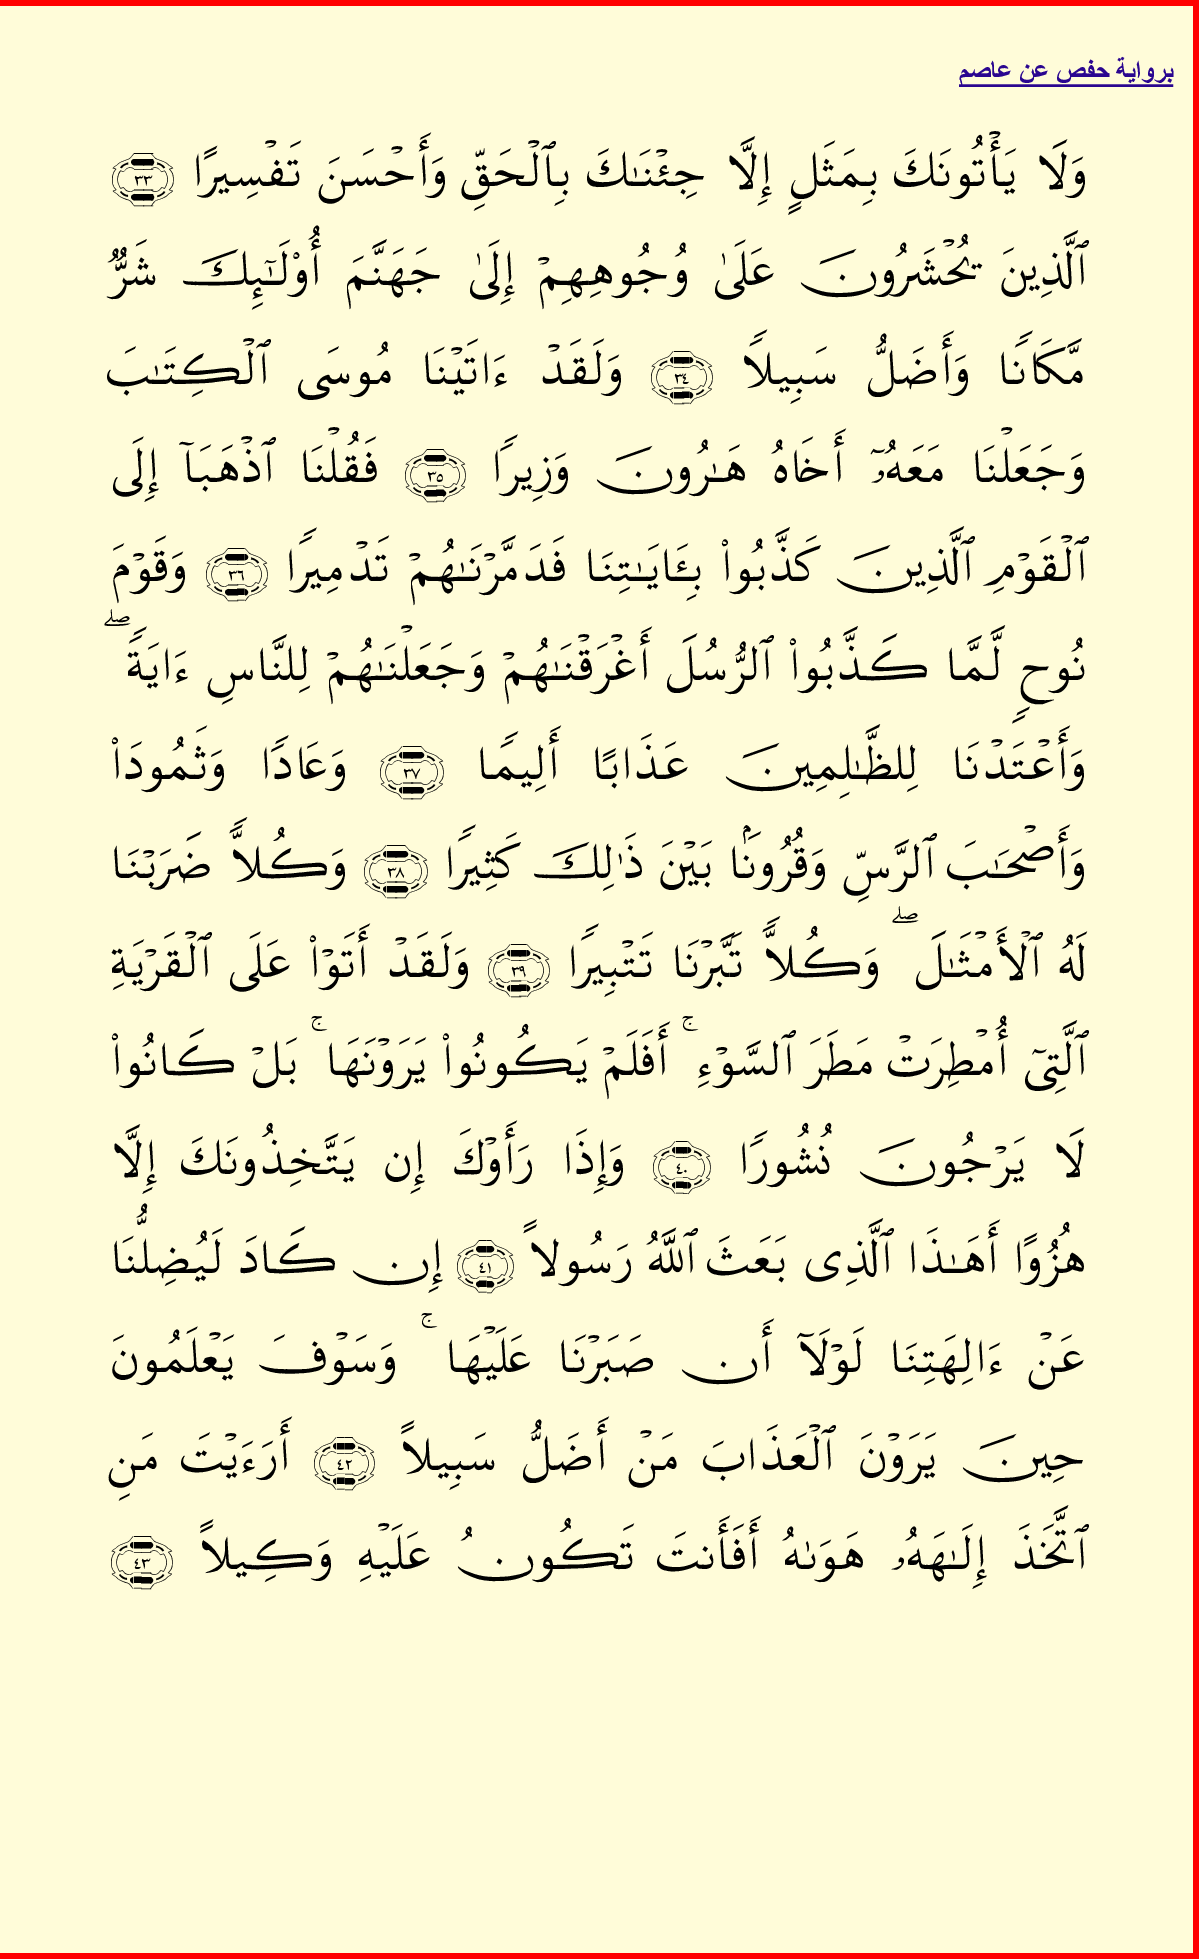 برواية حفص عن عاصم
وَلَا يَأْتُونَكَ بِمَثَلٍ إِلَّا جِئْنَـٰكَ بِٱلْحَقِّ وَأَحْسَنَ تَفْسِيرًا ٣٣
ٱلَّذِينَ يُحْشَرُونَ عَلَىٰ وُجُوهِهِمْ إِلَىٰ جَهَنَّمَ أُو۟لَـٰٓئِكَ شَرٌّ
مَّكَانًا وَأَضَلُّ سَبِيلًا ٣٤ وَلَقَدْ ءَاتَيْنَا مُوسَى ٱلْكِتَـٰبَ
وَجَعَلْنَا مَعَهُۥٓ أَخَاهُ هَـٰرُونَ وَزِيرًا ٣٥ فَقُلْنَا ٱذْهَبَآ إِلَى
ٱلْقَوْمِ ٱلَّذِينَ كَذَّبُوا۟ بِـَٔايَـٰتِنَا فَدَمَّرْنَـٰهُمْ تَدْمِيرًا ٣٦ وَقَوْمَ
نُوحٍ لَّمَّا كَذَّبُوا۟ ٱلرُّسُلَ أَغْرَقْنَـٰهُمْ وَجَعَلْنَـٰهُمْ لِلنَّاسِ ءَايَةً ۖ
وَأَعْتَدْنَا لِلظَّـٰلِمِينَ عَذَابًا أَلِيمًا ٣٧ وَعَادًا وَثَمُودَا۟
وَأَصْحَـٰبَ ٱلرَّسِّ وَقُرُونًۢا بَيْنَ ذَٰلِكَ كَثِيرًا ٣٨ وَكُلًّا ضَرَبْنَا
لَهُ ٱلْأَمْثَـٰلَ ۖ وَكُلًّا تَبَّرْنَا تَتْبِيرًا ٣٩ وَلَقَدْ أَتَوْا۟ عَلَى ٱلْقَرْيَةِ
ٱلَّتِىٓ أُمْطِرَتْ مَطَرَ ٱلسَّوْءِ ۚ أَفَلَمْ يَكُونُوا۟ يَرَوْنَهَا ۚ بَلْ كَانُوا۟
لَا يَرْجُونَ نُشُورًا ٤٠ وَإِذَا رَأَوْكَ إِن يَتَّخِذُونَكَ إِلَّا
هُزُوًا أَهَـٰذَا ٱلَّذِى بَعَثَ ٱللَّهُ رَسُولًا ٤١ إِن كَادَ لَيُضِلُّنَا
عَنْ ءَالِهَتِنَا لَوْلَآ أَن صَبَرْنَا عَلَيْهَا ۚ وَسَوْفَ يَعْلَمُونَ
حِينَ يَرَوْنَ ٱلْعَذَابَ مَنْ أَضَلُّ سَبِيلًا ٤٢ أَرَءَيْتَ مَنِ
ٱتَّخَذَ إِلَـٰهَهُۥ هَوَىٰهُ أَفَأَنتَ تَكُونُ عَلَيْهِ وَكِيلًا ٤٣